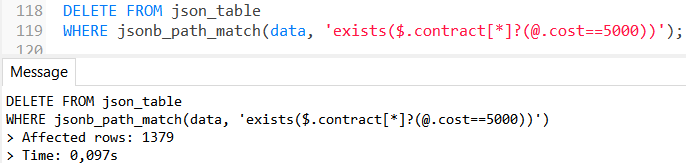 118 DELETE FROM json_table
119 WHERE jsonb_path_match(data, 'exists($.contract[*]?(@.cost==5000))');
120
Message
DELETE FROM json_table
WHERE jsonb_path_match(data, 'exists($.contract[*]?(@.cost==5000))')
> Affected rows: 1379
> Time: 0,097s